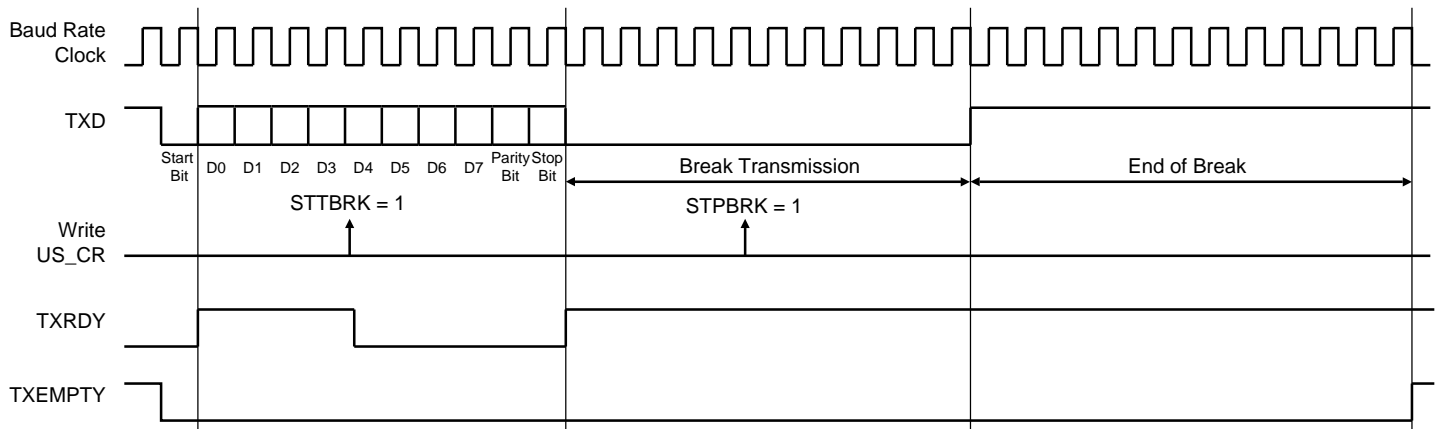 Baud Rate
Clock
TXD
Start
Bit
D0 D1 D2 D3 D4 D5 D6 D7
Parity
Bit
Stop
Bit
Break Transmission
End of Break
STTBRK = 1
STPBRK = 1
Write
US_CR
TXRDY
TXEMPTY